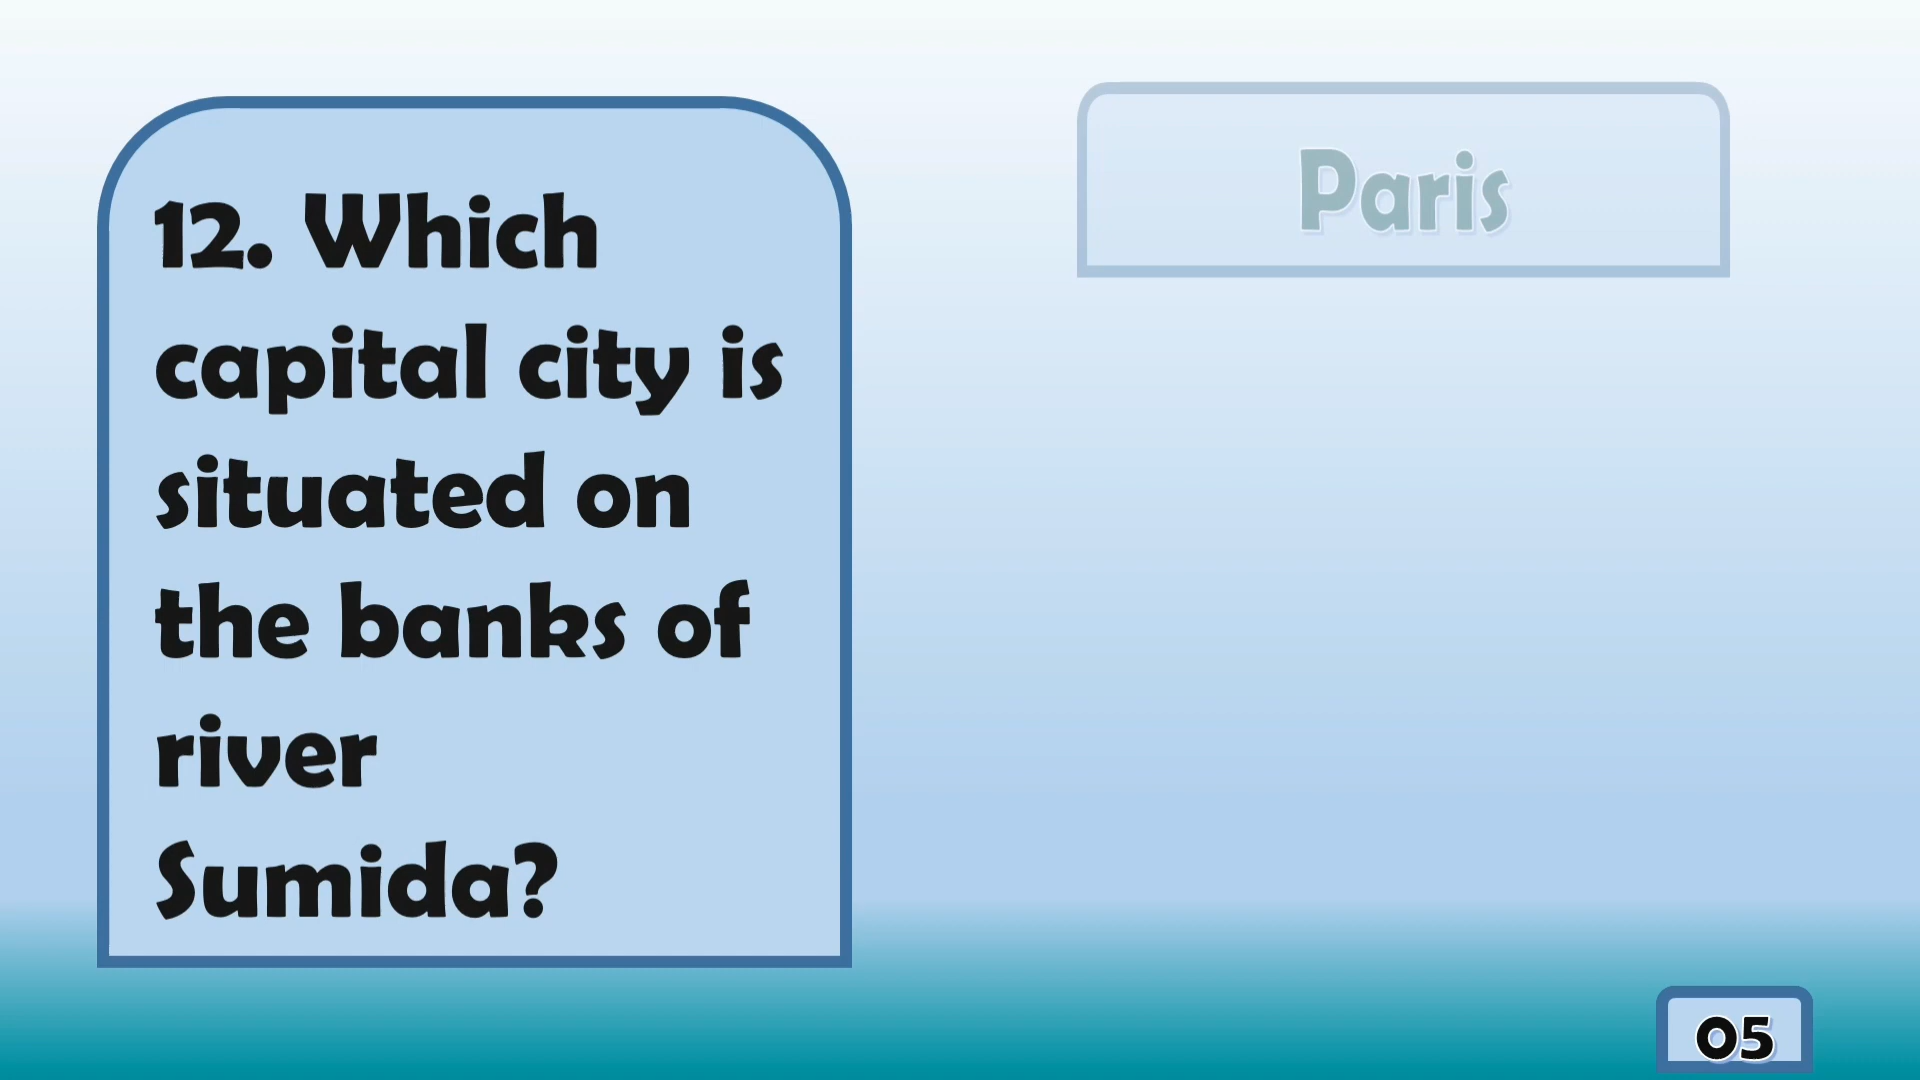 12. Which
capital city is
situated on
the banks of
river
Sumida?
Paris
05